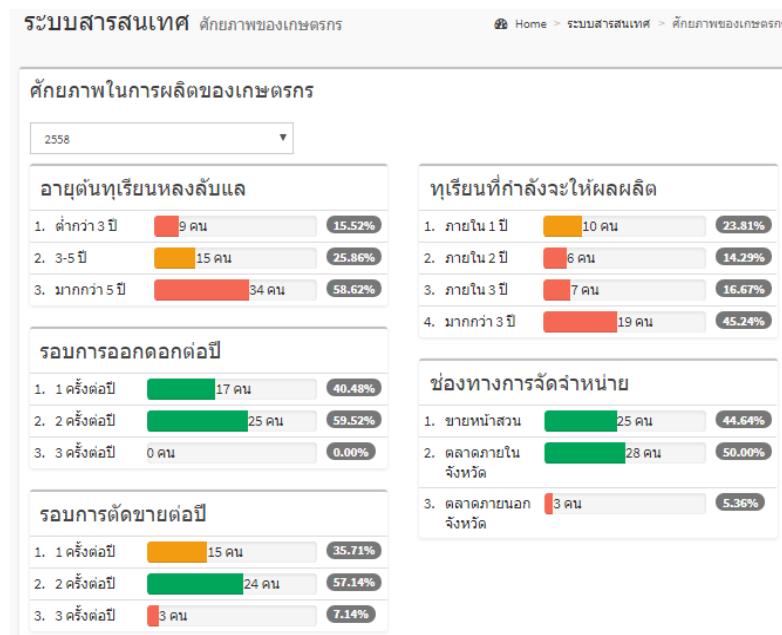 ระบบสารสนเทศ ศักยภาพของเกษตรกร
Home > ระบบสารสนเทศ > ศักยภาพของเกษตรกร
ศักยภาพในการผลิตของเกษตรกร
2558
อายุต้นทุเรียนหลงลับแล
1. ต่ำกว่า 3 ปี 9 คน 15.52%
2. 3-5 ปี 15 คน 25.86%
3. มากกว่า 5 ปี 34 คน 58.62%
รอบการออกดอกต่อปี
1. 1 ครั้งต่อปี 17 คน 40.48%
2. 2 ครั้งต่อปี 25 คน 59.52%
3. 3 ครั้งต่อปี 0 คน 0.00%
รอบการตัดขายต่อปี
1. 1 ครั้งต่อปี 15 คน 35.71%
2. 2 ครั้งต่อปี 24 คน 57.14%
3. 3 ครั้งต่อปี 3 คน 7.14%
ทุเรียนที่กำลังจะให้ผลผลิต
1. ภายใน 1 ปี 10 คน 23.81%
2. ภายใน 2 ปี 6 คน 14.29%
3. ภายใน 3 ปี 7 คน 16.67%
4. มากกว่า 3 ปี 19 คน 45.24%
ช่องทางการจัดจำหน่าย
1. ขายหน้าสวน 25 คน 44.64%
2. ตลาดภายใน 28 คน 50.00%
จังหวัด
3. ตลาดภายนอก 3 คน 5.36%
จังหวัด